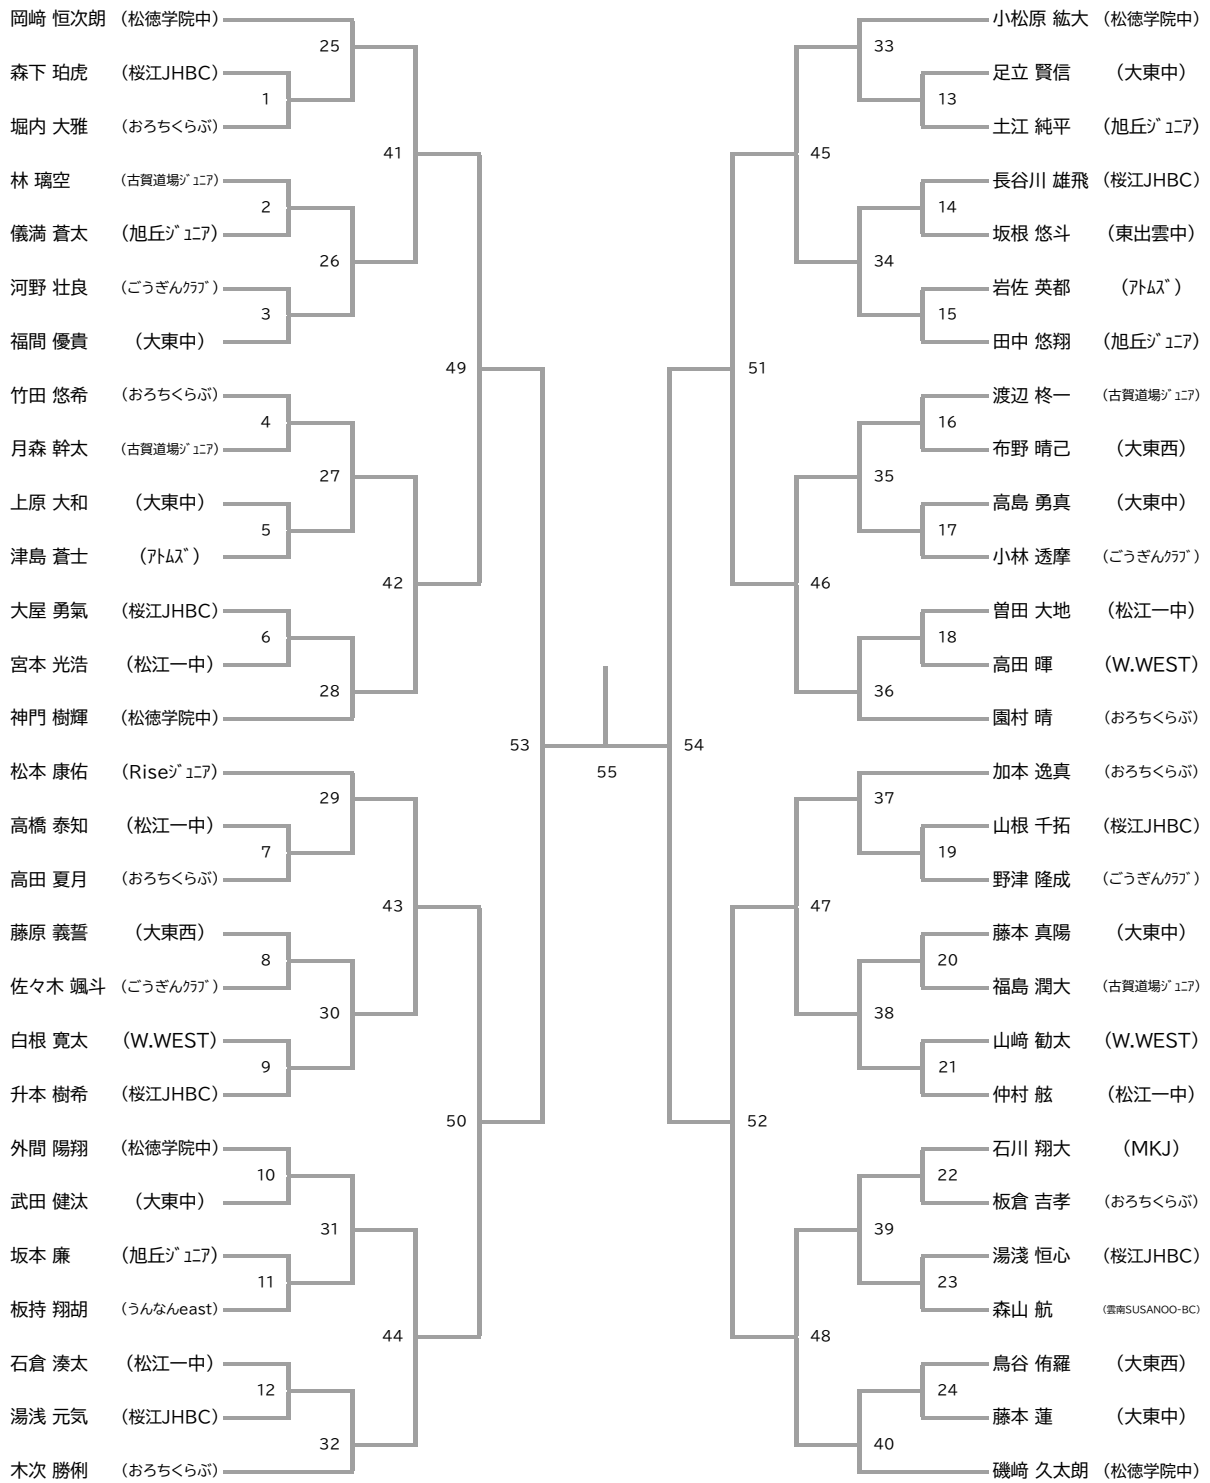 岡﨑 恒次朗 (松徳学院中)
25
森下 珀虎 (桜江JHBC)
1
堀内 大雅 (おろちくらぶ)
41
林 璃空 (古賀道場ｼﾞｭﾆｱ)
2
儀満 蒼太 (旭丘ｼﾞｭﾆｱ)
26
河野 壮良 (ごうぎんｸﾗﾌﾞ)
3
福間 優貴 (大東中)
49
竹田 悠希 (おろちくらぶ)
4
月森 幹太 (古賀道場ｼﾞｭﾆｱ)
27
上原 大和 (大東中)
5
津島 蒼士 (ｱﾄﾑｽﾞ)
42
大屋 勇氣 (桜江JHBC)
6
宮本 光浩 (松江一中)
28
神門 樹輝 (松徳学院中)
53
松本 康佑 (Riseｼﾞｭﾆｱ)
29
高橋 泰知 (松江一中)
7
高田 夏月 (おろちくらぶ)
43
藤原 義誓 (大東西)
8
佐々木 颯斗 (ごうぎんｸﾗﾌﾞ)
30
白根 寛太 (W.WEST)
9
升本 樹希 (桜江JHBC)
50
外間 陽翔 (松徳学院中)
10
武田 健汰 (大東中)
31
坂本 廉 (旭丘ｼﾞｭﾆｱ)
11
板持 翔胡 (うんなんeast)
44
石倉 湊太 (松江一中)
12
湯浅 元気 (桜江JHBC)
32
木次 勝俐 (おろちくらぶ)
55
小松原 紘大 (松徳学院中)
33
足立 賢信 (大東中)
13
土江 純平 (旭丘ｼﾞｭﾆｱ)
45
長谷川 雄飛 (桜江JHBC)
14
坂根 悠斗 (東出雲中)
34
岩佐 英都 (ｱﾄﾑｽﾞ)
15
田中 悠翔 (旭丘ｼﾞｭﾆｱ)
51
渡辺 柊一 (古賀道場ｼﾞｭﾆｱ)
16
布野 晴己 (大東西)
35
高島 勇真 (大東中)
17
小林 透摩 (ごうぎんｸﾗﾌﾞ)
46
曽田 大地 (松江一中)
18
高田 暉 (W.WEST)
36
園村 晴 (おろちくらぶ)
54
加本 逸真 (おろちくらぶ)
37
山根 千拓 (桜江JHBC)
19
野津 隆成 (ごうぎんｸﾗﾌﾞ)
47
藤本 真陽 (大東中)
20
福島 潤大 (古賀道場ｼﾞｭﾆｱ)
38
山﨑 勧太 (W.WEST)
21
仲村 舷 (松江一中)
52
石川 翔大 (MKJ)
22
板倉 吉孝 (おろちくらぶ)
39
湯淺 恒心 (桜江JHBC)
23
森山 航 (雲南SUSANOO-BC)
48
鳥谷 侑羅 (大東西)
24
藤本 蓮 (大東中)
40
磯﨑 久太朗 (松徳学院中)